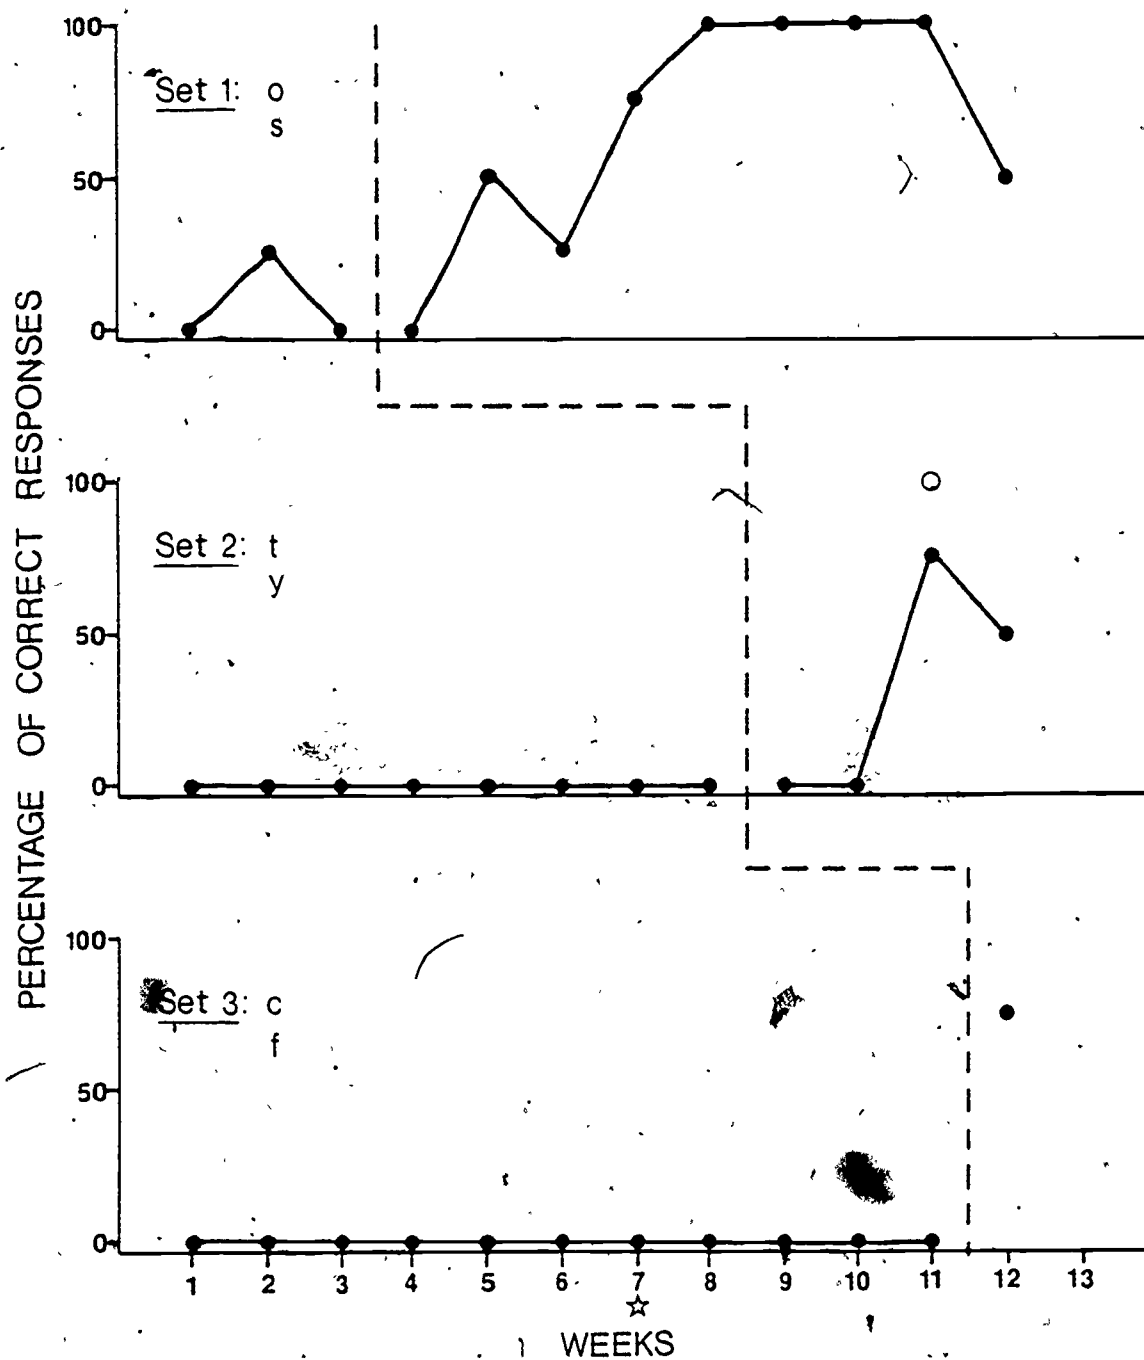 PERCENTAGE OF CORRECT RESPONSES
100
Set 1: o
s
50
0
100
Set 2: t
y
50
0
100
Set 3: c
f
50
0
1 2 3 4 5 6 7 8 9 10 11 12 13
☆
WEEKS